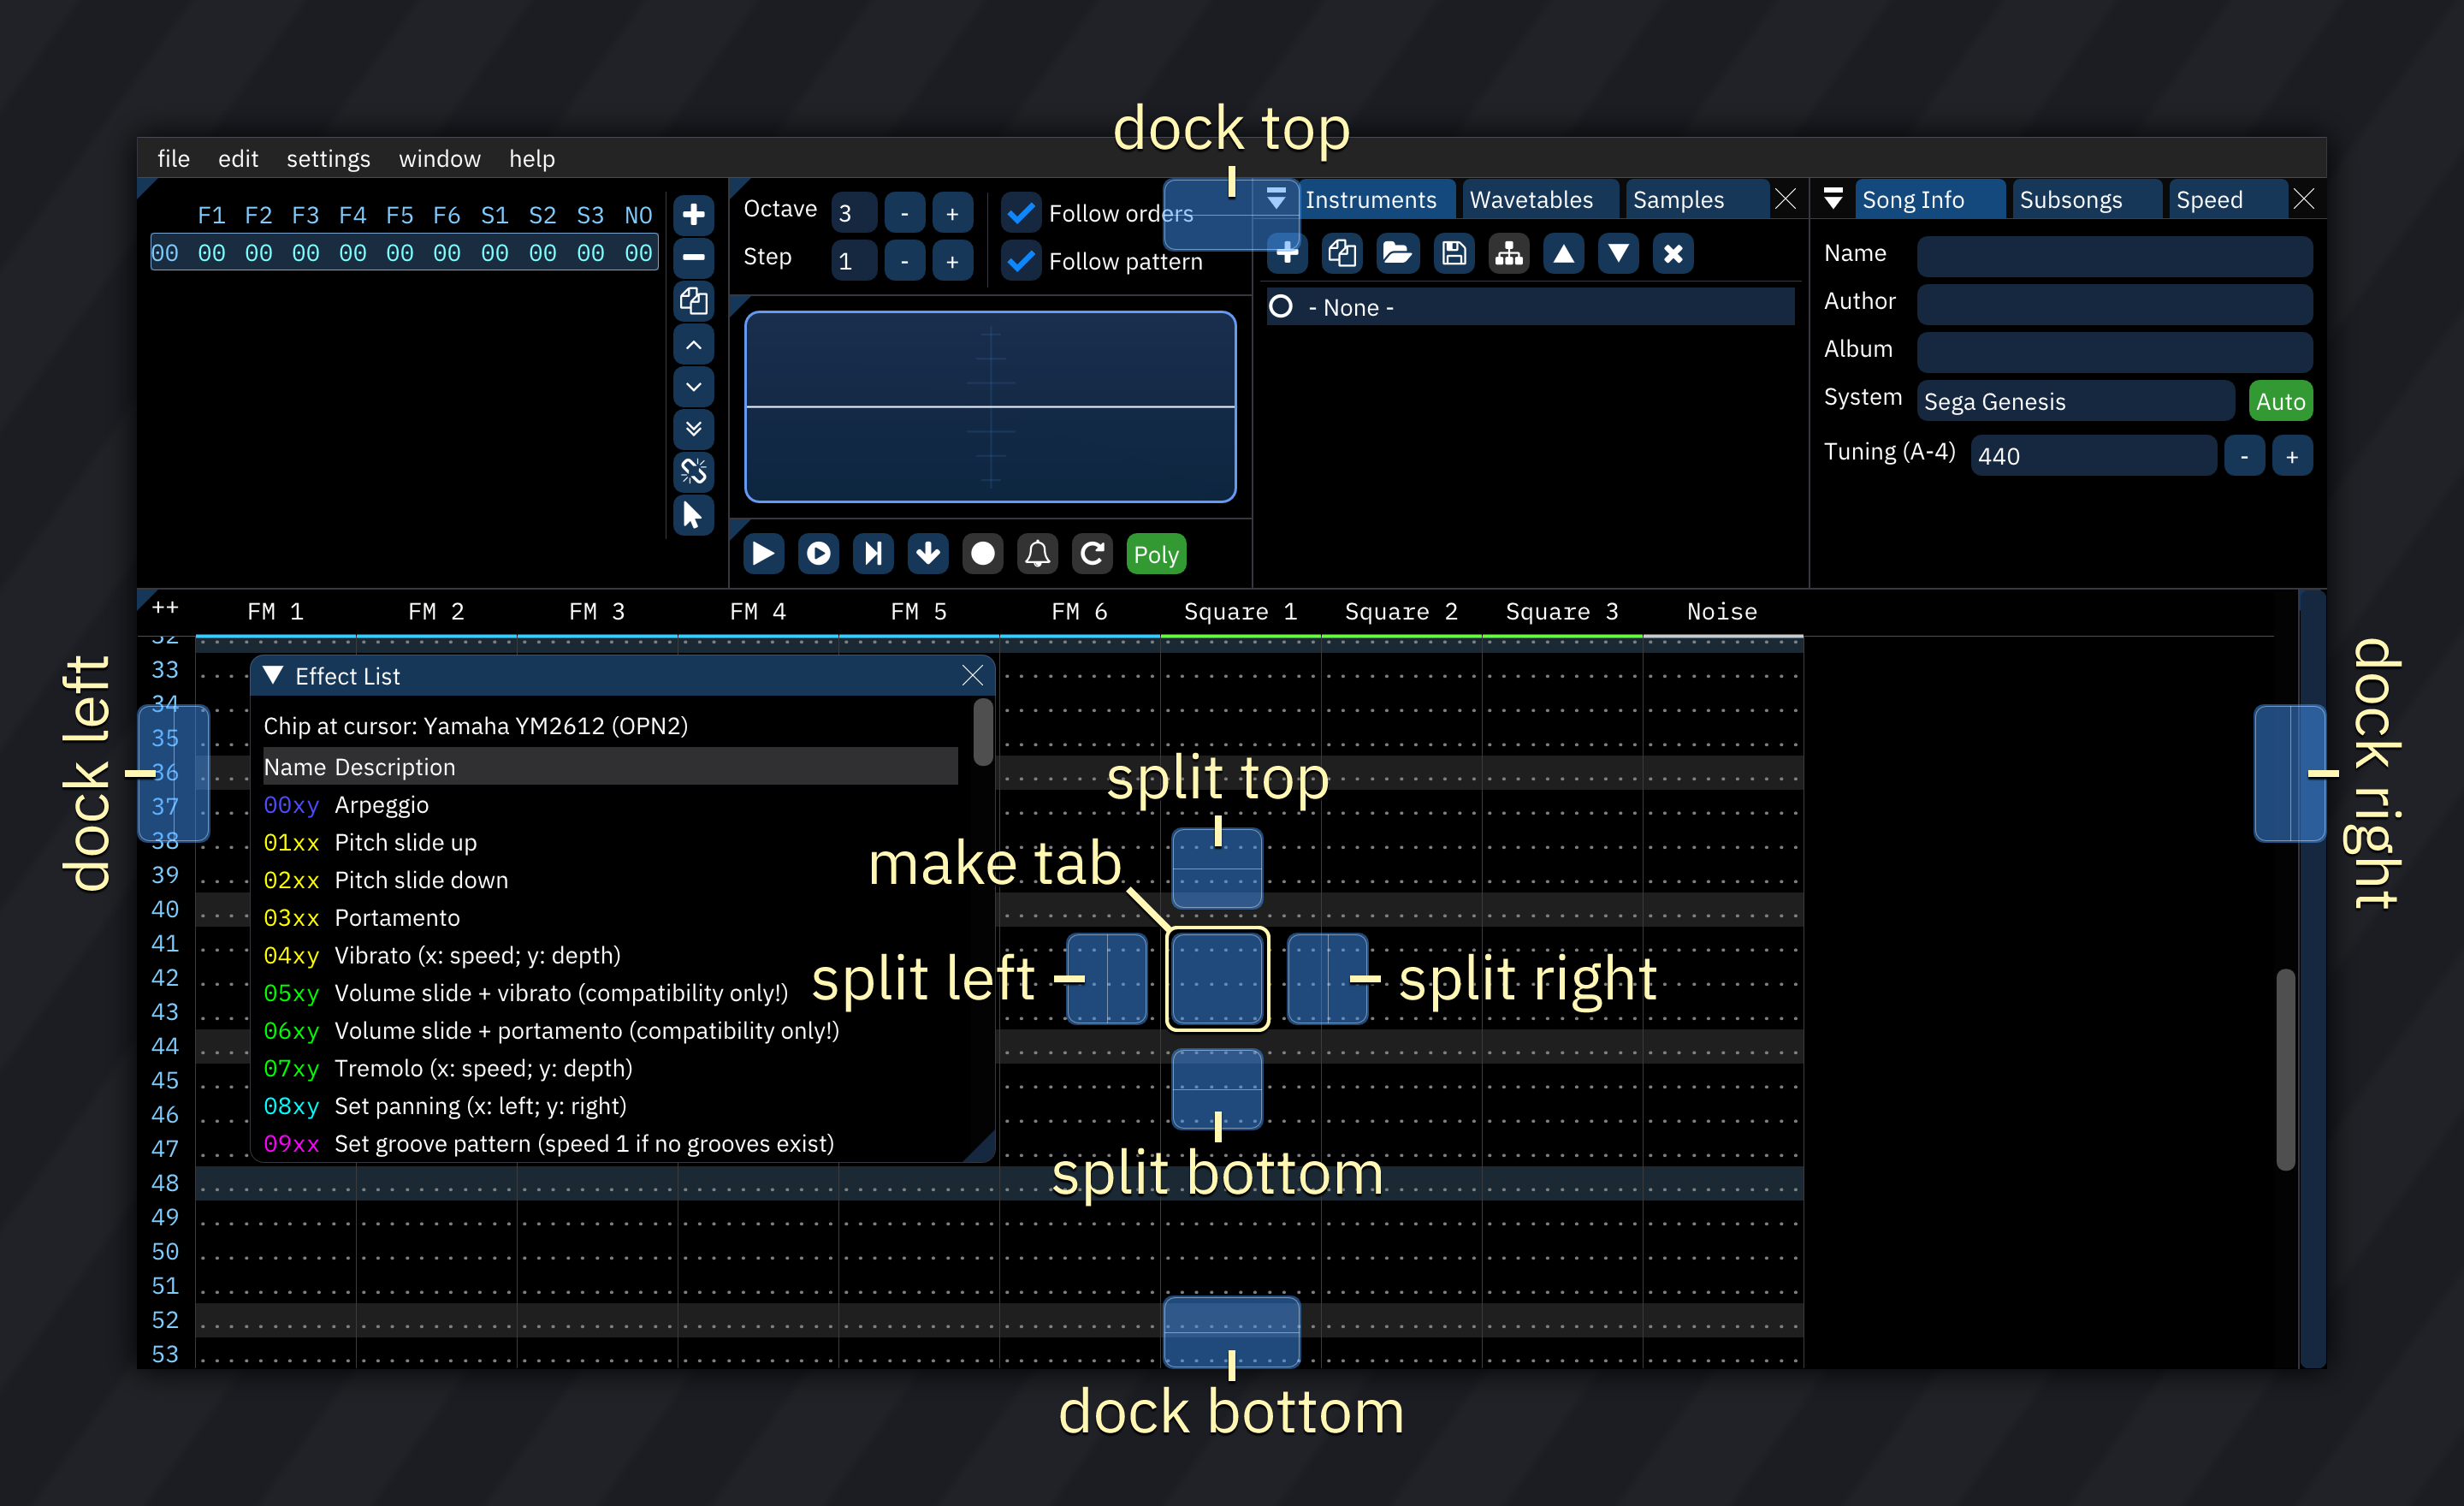 dock top
file edit settings window help
F1 F2 F3 F4 F5 F6 S1 S2 S3 NO
00 00 00 00 00 00 00 00 00 00 00
Octave 3 - +
Follow orders
Step 1 - +
Follow pattern
Poly
Instruments Wavetables Samples
- None -
Song Info Subsongs Speed
Name
Author
Album
System Sega Genesis Auto
Tuning (A-4) 440 - +
++ FM 1 FM 2 FM 3 FM 4 FM 5 FM 6 Square 1 Square 2 Square 3 Noise
32
33
34
35
36
37
38
39
40
41
42
43
44
45
46
47
48
49
50
51
52
53
dock left
Effect List
Chip at cursor: Yamaha YM2612 (OPN2)
Name Description
00xy Arpeggio
01xx Pitch slide up
02xx Pitch slide down
03xx Portamento
04xy Vibrato (x: speed; y: depth)
05xy Volume slide + vibrato (compatibility only!)
06xy Volume slide + portamento (compatibility only!)
07xy Tremolo (x: speed; y: depth)
08xy Set panning (x: left; y: right)
09xx Set groove pattern (speed 1 if no grooves exist)
split top
make tab
split left
split right
split bottom
dock right
dock bottom